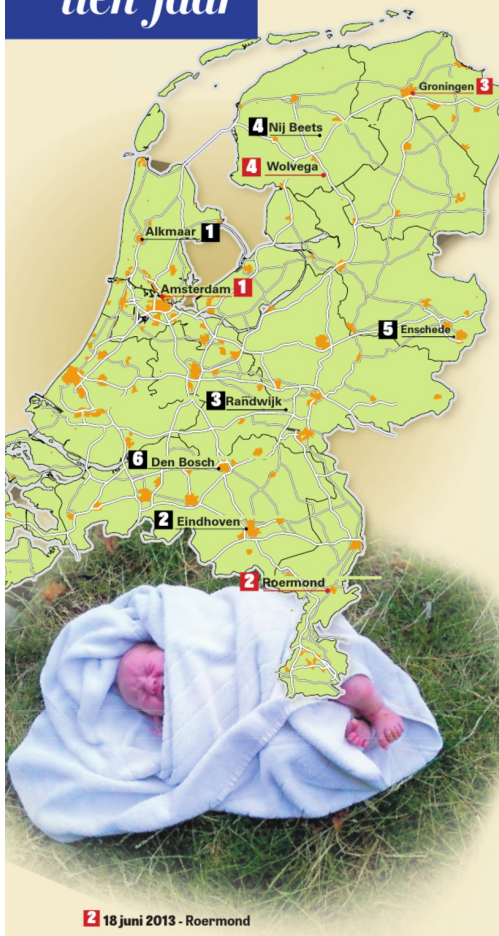 tien jaar
Groningen 3
4 Nij Beets
4 Wolvega
Alkmaar 1
Amsterdam 1
5 Enschede
3 Randwijk
6 Den Bosch
2 Eindhoven
2 Roermond
2 18 juni 2013 - Roermond